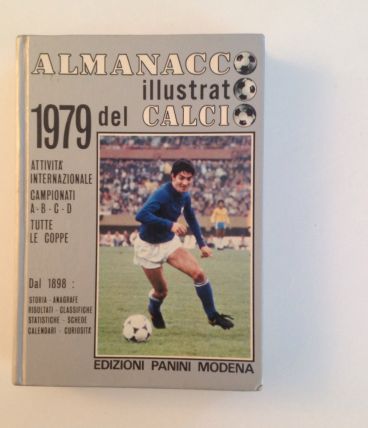 ALMANACCO
illustrato
1979 del CALCIO
ATTIVITA'
INTERNAZIONALE
CAMPIONATI
A - B - C - D
TUTTE
LE COPPE
Dal 1898 :
STORIA - ANAGRAFE
RISULTATI - CLASSIFICHE
STATISTICHE - SCHEDE
CALENDARI - CURIOSITA'
EDIZIONI PANINI MODENA